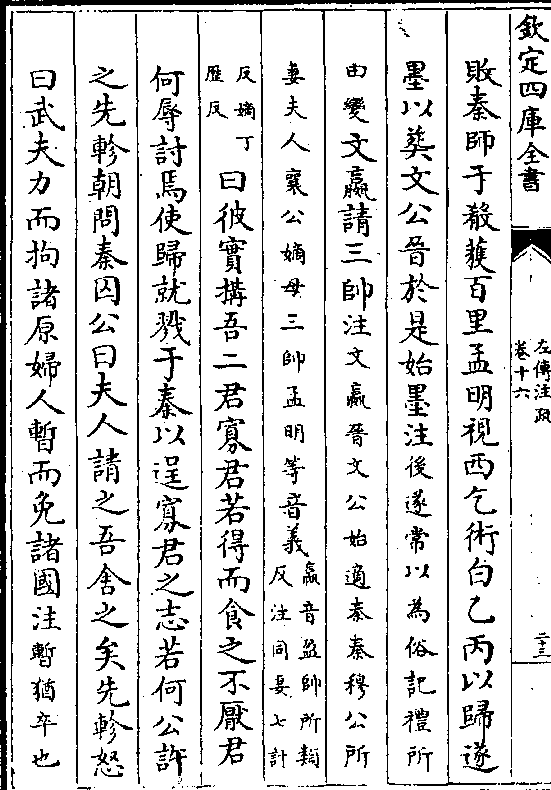 欽定四庫全書
左傳注疏
卷十六
二十三
敗秦師于殽獲百里孟明視西乞術白乙丙以歸遂
墨以葬文公晉於是始墨注後遂常以為俗記禮所
由變文嬴請三帥注文嬴晉文公始適秦秦穆公所
妻夫人襄公嫡母三帥孟明等音義嬴音盈帥所類
反注同妻七計
反嫡丁
歴反
曰彼實搆吾二君寡君若得而食之不厭君
何辱討焉使歸就戮于秦以逞寡君之志若何公許
之先軫朝問秦囚公曰夫人請之吾舍之矣先軫怒
曰武夫力而拘諸原婦人暫而免諸國注暫猶卒也